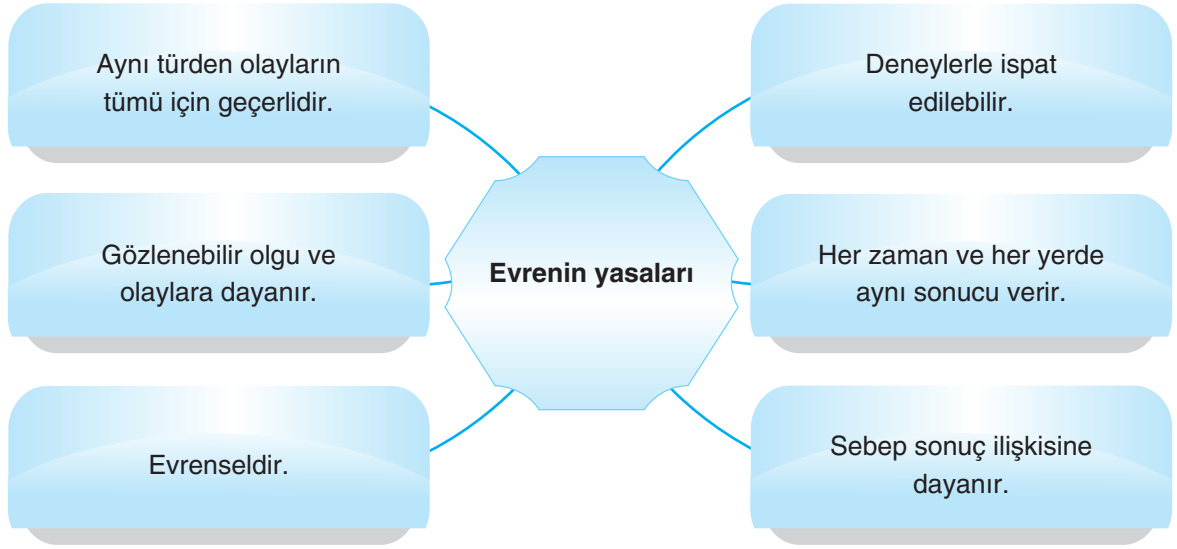 Aynı türden olayların
tümü için geçerlidir.
Deneylerle ispat
edilebilir.
Gözlenebilir olgu ve
olaylara dayanır.
Evrenin yasaları
Her zaman ve her yerde
aynı sonucu verir.
Evrenseldir.
Sebep sonuç ilişkisine
dayanır.